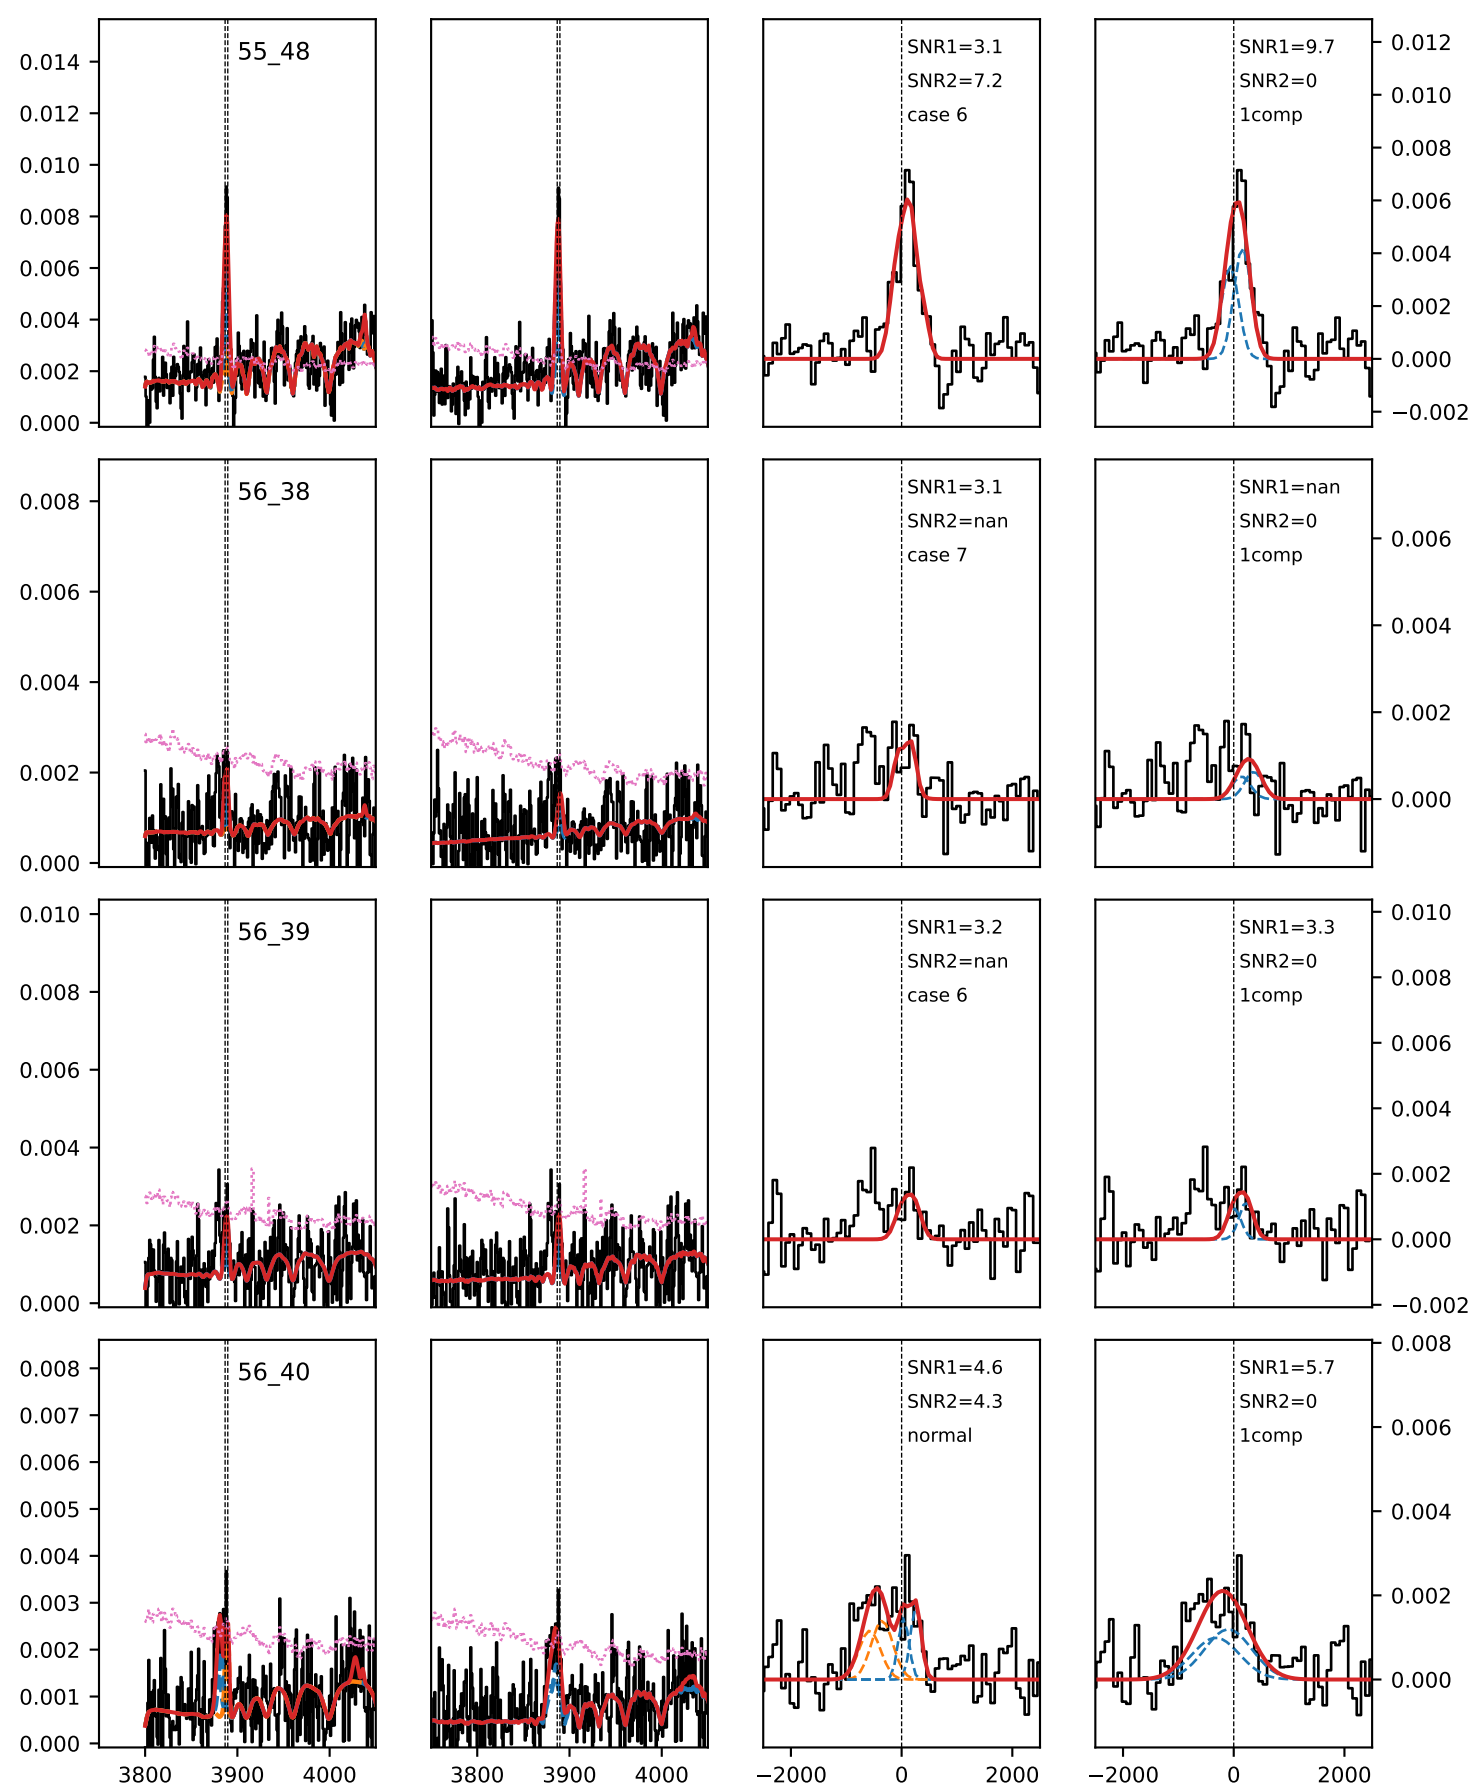 0.014
0.012
0.010
0.008
0.006
0.004
0.002
0.000
55_48
SNR1=3.1
SNR2=7.2
case 6
SNR1=9.7
SNR2=0
1comp
0.012
0.010
0.008
0.006
0.004
0.002
0.000
−0.002
0.008
0.006
0.004
0.002
0.000
56_38
SNR1=3.1
SNR2=nan
case 7
SNR1=nan
SNR2=0
1comp
0.006
0.004
0.002
0.000
0.010
0.008
0.006
0.004
0.002
0.000
56_39
SNR1=3.2
SNR2=nan
case 6
SNR1=3.3
SNR2=0
1comp
0.010
0.008
0.006
0.004
0.002
0.000
−0.002
0.008
0.007
0.006
0.005
0.004
0.003
0.002
0.001
0.000
56_40
SNR1=4.6
SNR2=4.3
normal
SNR1=5.7
SNR2=0
1comp
0.008
0.006
0.004
0.002
0.000
3800 3900 4000
3800 3900 4000
−2000 0 2000
−2000 0 2000